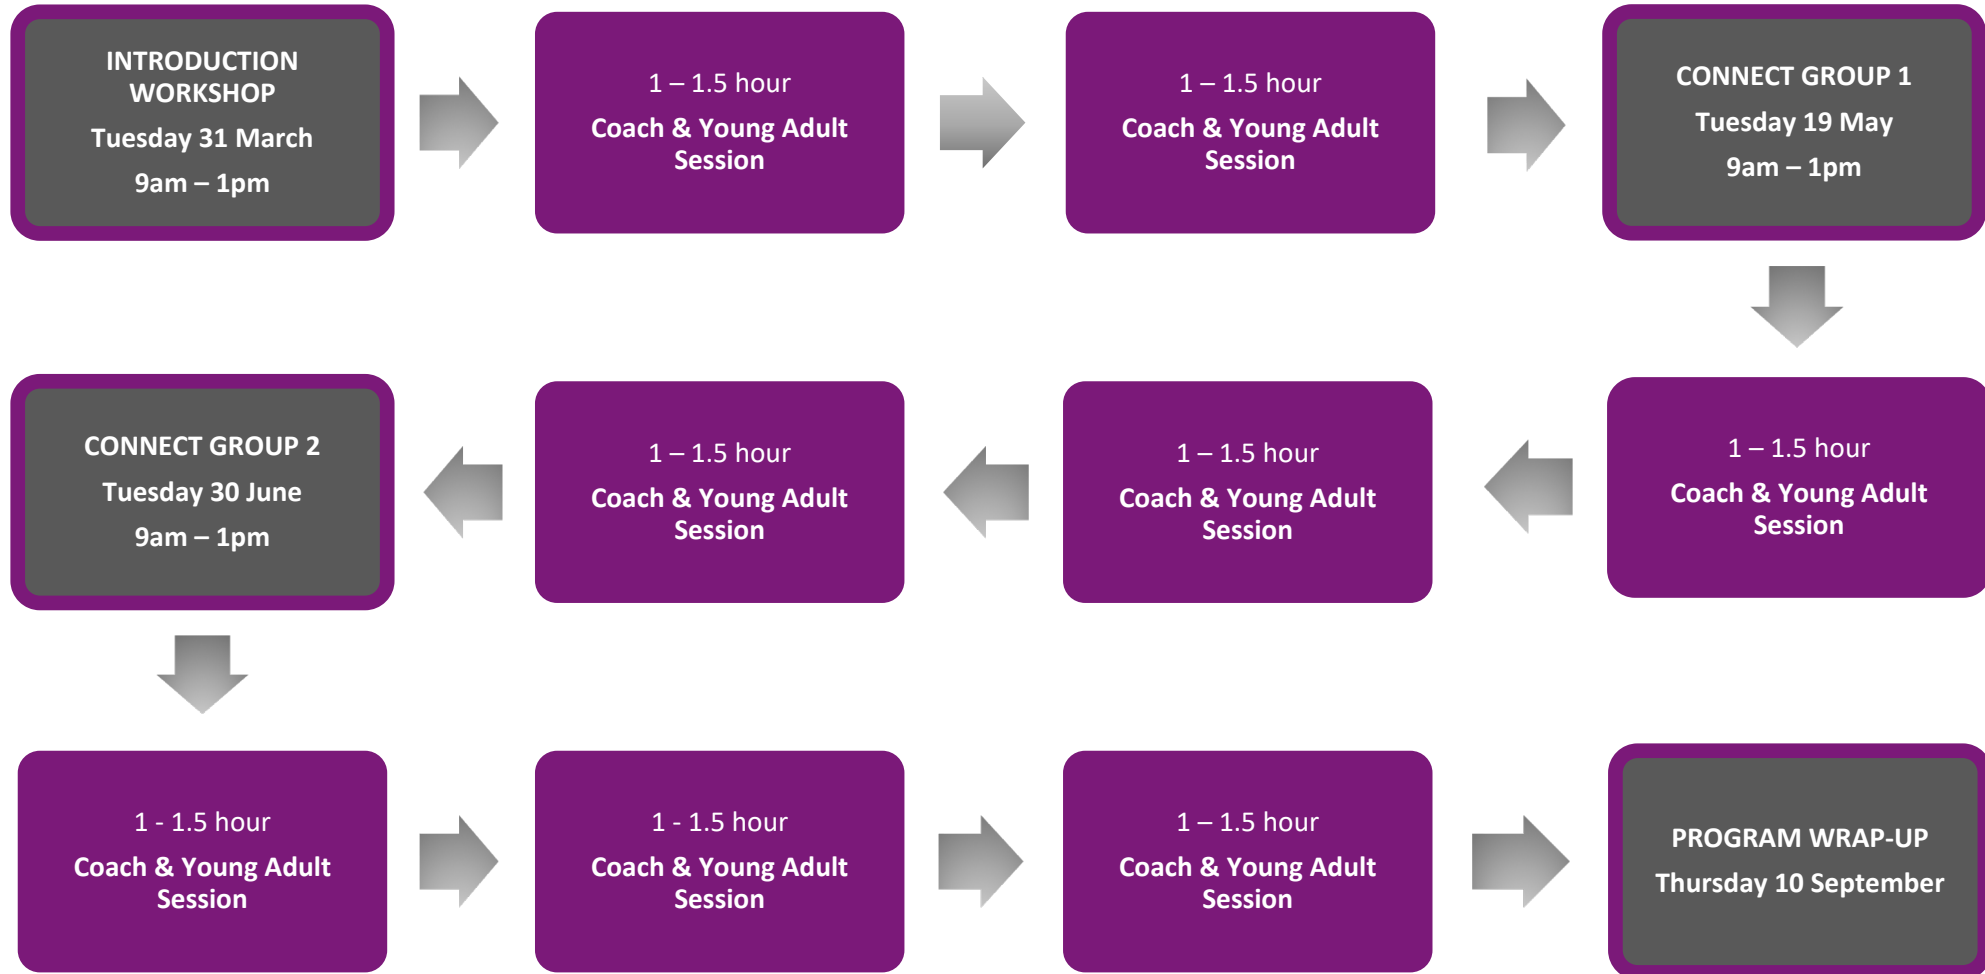 INTRODUCTION
WORKSHOP
Tuesday 31 March
9am – 1pm
1 – 1.5 hour
Coach & Young Adult
Session
1 – 1.5 hour
Coach & Young Adult
Session
CONNECT GROUP 1
Tuesday 19 May
9am – 1pm
1 – 1.5 hour
Coach & Young Adult
Session
1 – 1.5 hour
Coach & Young Adult
Session
1 – 1.5 hour
Coach & Young Adult
Session
CONNECT GROUP 2
Tuesday 30 June
9am – 1pm
1 - 1.5 hour
Coach & Young Adult
Session
1 - 1.5 hour
Coach & Young Adult
Session
1 – 1.5 hour
Coach & Young Adult
Session
PROGRAM WRAP-UP
Thursday 10 September